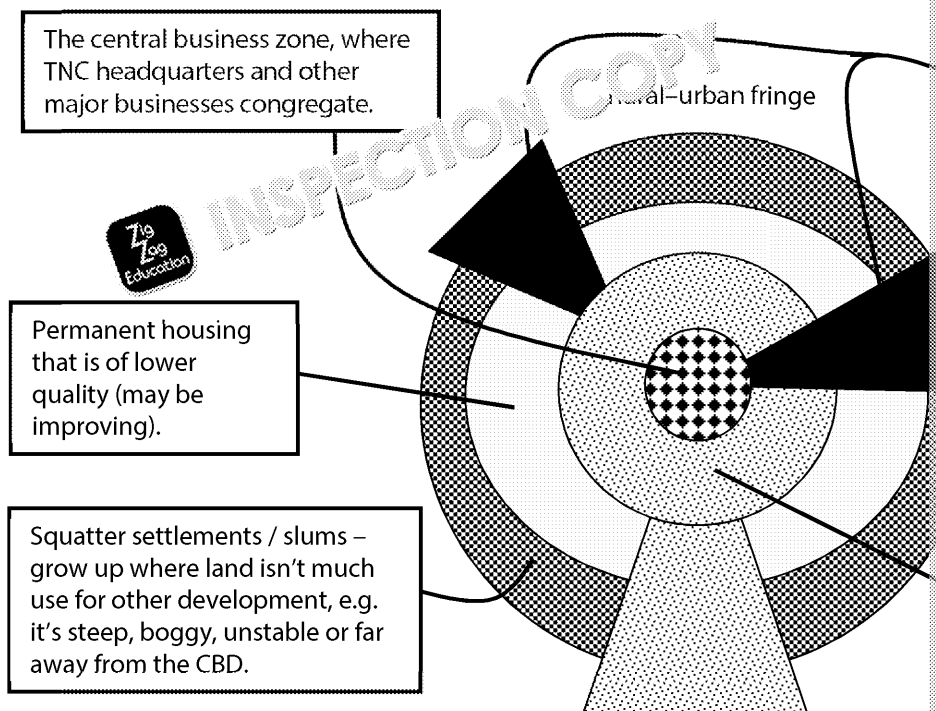 The central business zone, where
TNC headquarters and other
major businesses congregate.
INSPECTION COPY
rural–urban fringe
Zig
Zag
Education
Permanent housing
that is of lower
quality (may be
improving).
Squatter settlements / slums –
grow up where land isn't much
use for other development, e.g.
it's steep, boggy, unstable or far
away from the CBD.